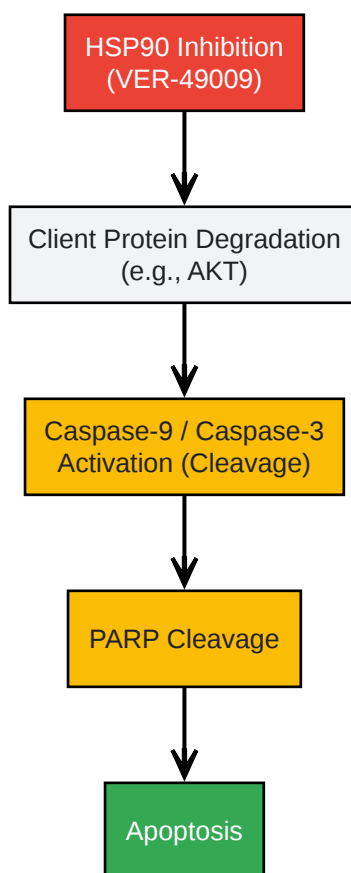 HSP90 Inhibition
(VER-49009)
Client Protein Degradation
(e.g., AKT)
Caspase-9 / Caspase-3
Activation (Cleavage)
PARP Cleavage
Apoptosis